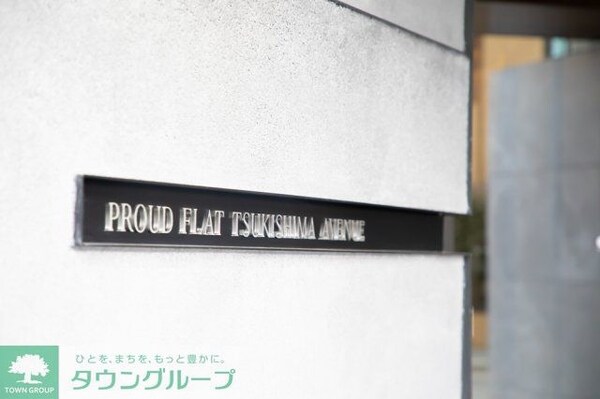 PROUD FLAT TSUKISHIMA AVENUE
ひとを、まちを、もっと豊かに。
TOWN GROUP
タウングループ